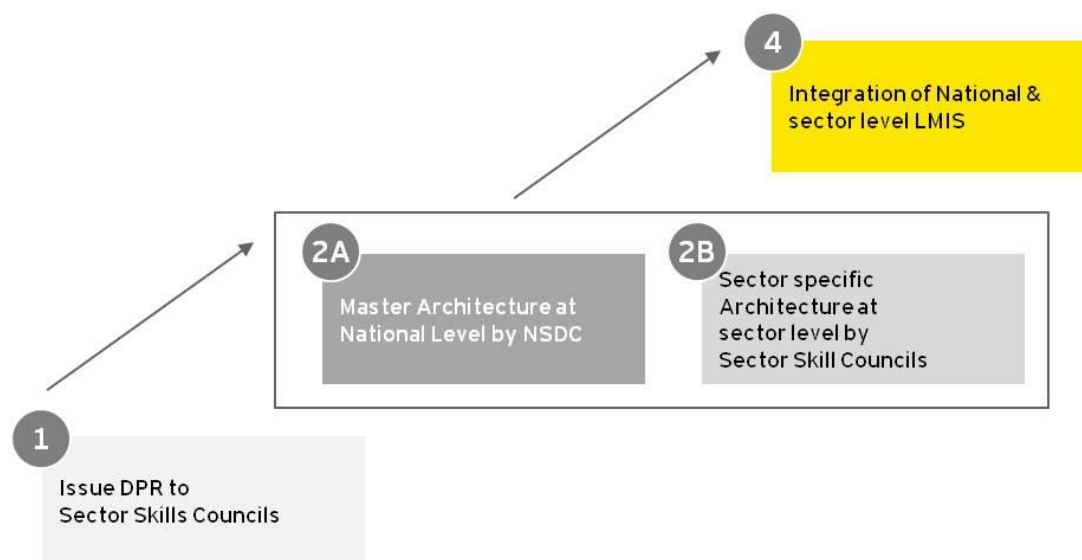 4
Integration of National &
sector level LMIS
2A
Master Architecture at
National Level by NSDC
2B
Sector specific
Architecture at
sector level by
Sector Skill Councils
1
Issue DPR to
Sector Skills Councils